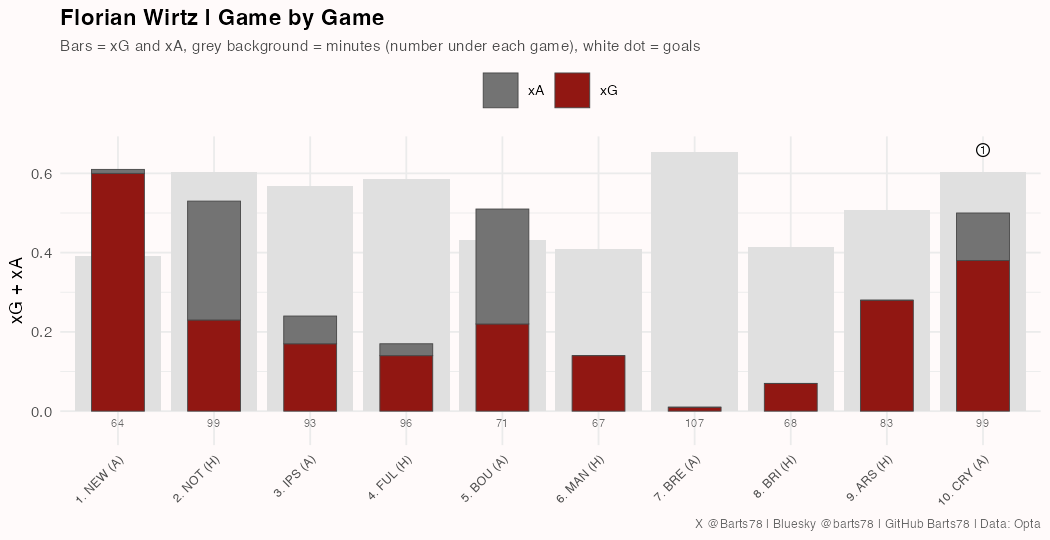 Florian Wirtz | Game by Game
Bars = xG and xA, grey background = minutes (number under each game), white dot = goals
xA xG
1
xG + xA
0.6
0.4
0.2
0.0
64 99 93 96 71 67 107 68 83 99
1. NEW (A)
2. NOT (H)
3. IPS (A)
4. FUL (H)
5. BOU (A)
6. MAN (H)
7. BRE (A)
8. BRI (H)
9. ARS (H)
10. CRY (A)
X @Barts78 | Bluesky @barts78 | GitHub Barts78 | Data: Opta